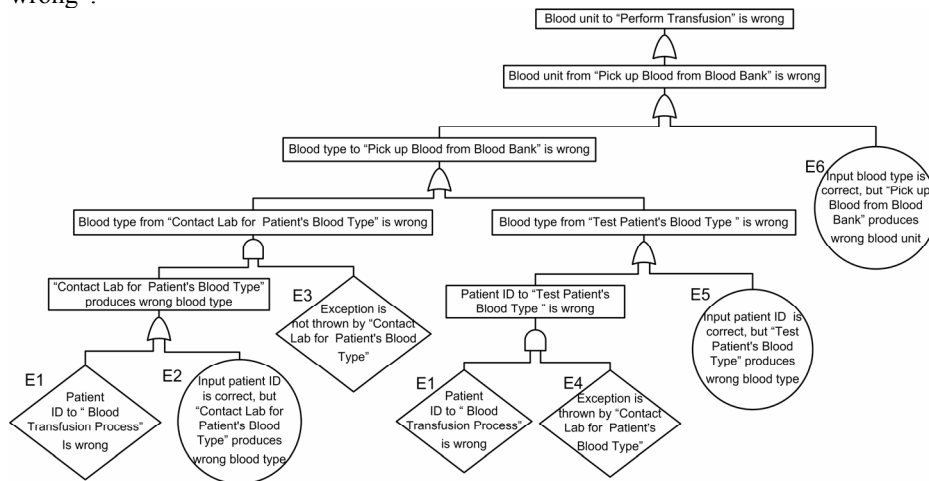 wrong".
Blood unit to "Perform Transfusion" is wrong
Blood unit from "Pick up Blood from Blood Bank" is wrong
Blood type to "Pick up Blood from Blood Bank" is wrong
E6
Input blood type is
correct, but "Pick up
Blood from Blood
Bank" produces
wrong blood unit
Blood type from "Contact Lab for Patient's Blood Type" is wrong
Blood type from "Test Patient's Blood Type " is wrong
"Contact Lab for Patient's Blood Type"
produces wrong blood type
E3
Exception is
not thrown by "Contact
Lab for Patient's Blood
Type"
Patient ID to "Test Patient's
Blood Type " is wrong
E5
Input patient ID is
correct, but "Test
Patient's Blood
Type" produces
wrong blood type
E1
Patient
ID to " Blood
Transfusion Process"
Is wrong
E2
Input patient ID
is correct, but
"Contact Lab for
Patient's Blood
Type" produces
wrong blood type
E1
Patient
ID to " Blood
Transfusion Process"
is wrong
E4
Exception is
thrown by "Contact
Lab for Patient's
Blood Type"